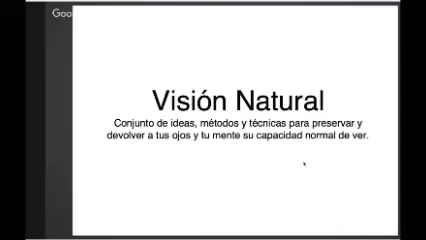 Goo
Visión Natural
Conjunto de ideas, métodos y técnicas para preservar y
devolver a tus ojos y tu mente su capacidad normal de ver.